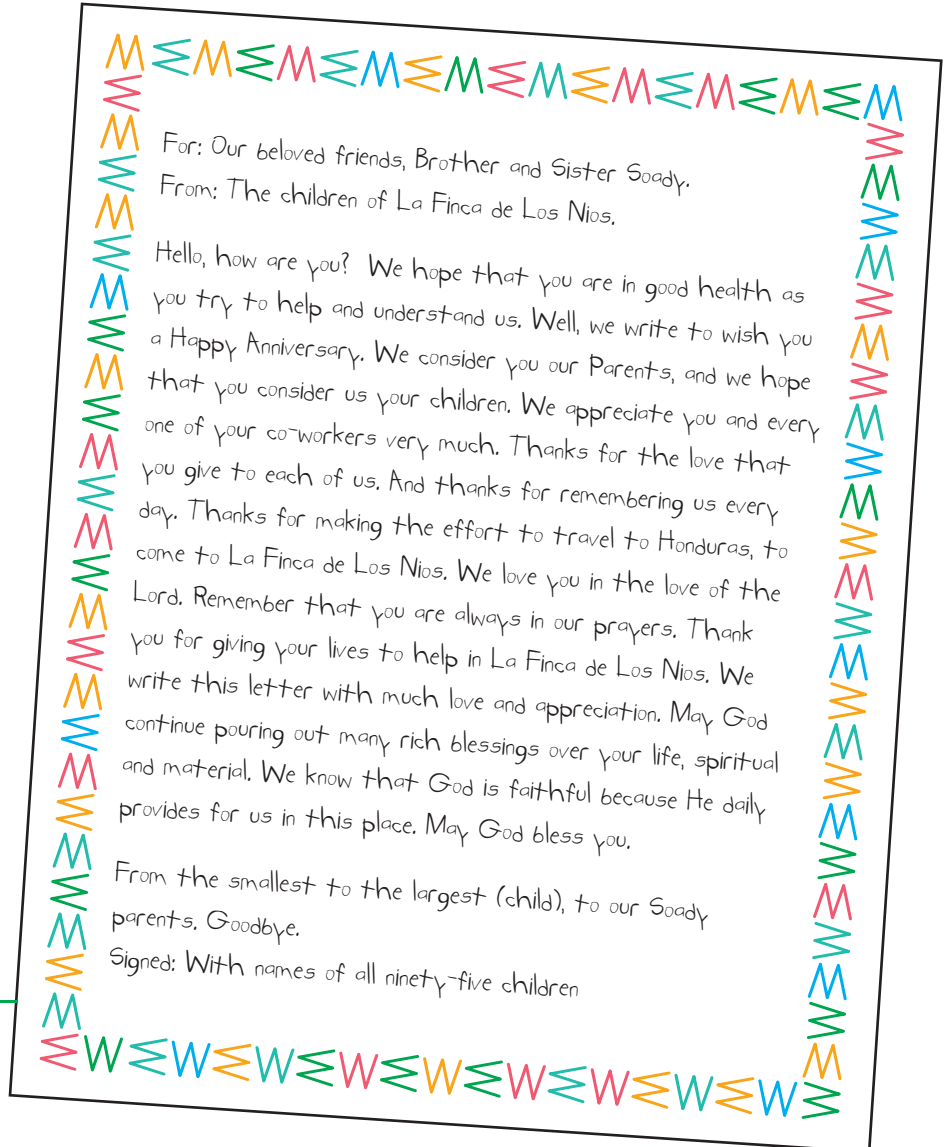 For: Our beloved friends, Brother and Sister Soady.
From: The children of La Finca de Los Nios.
Hello, how are you? We hope that you are in good health as
you try to help and understand us. Well, we write to wish you
a Happy Anniversary. We consider you our Parents, and we hope
that you consider us your children. We appreciate you and every
one of your co-workers very much. Thanks for the love that
you give to each of us. And thanks for remembering us every
day. Thanks for making the effort to travel to Honduras, to
come to La Finca de Los Nios. We love you in the love of the
Lord. Remember that you are always in our prayers. Thank
you for giving your lives to help in La Finca de Los Nios. We
write this letter with much love and appreciation. May God
continue pouring out many rich blessings over your life, spiritual
and material. We know that God is faithful because He daily
provides for us in this place. May God bless you.
From the smallest to the largest (child), to our Soady
parents. Goodbye.
Signed: With names of all ninety-five children